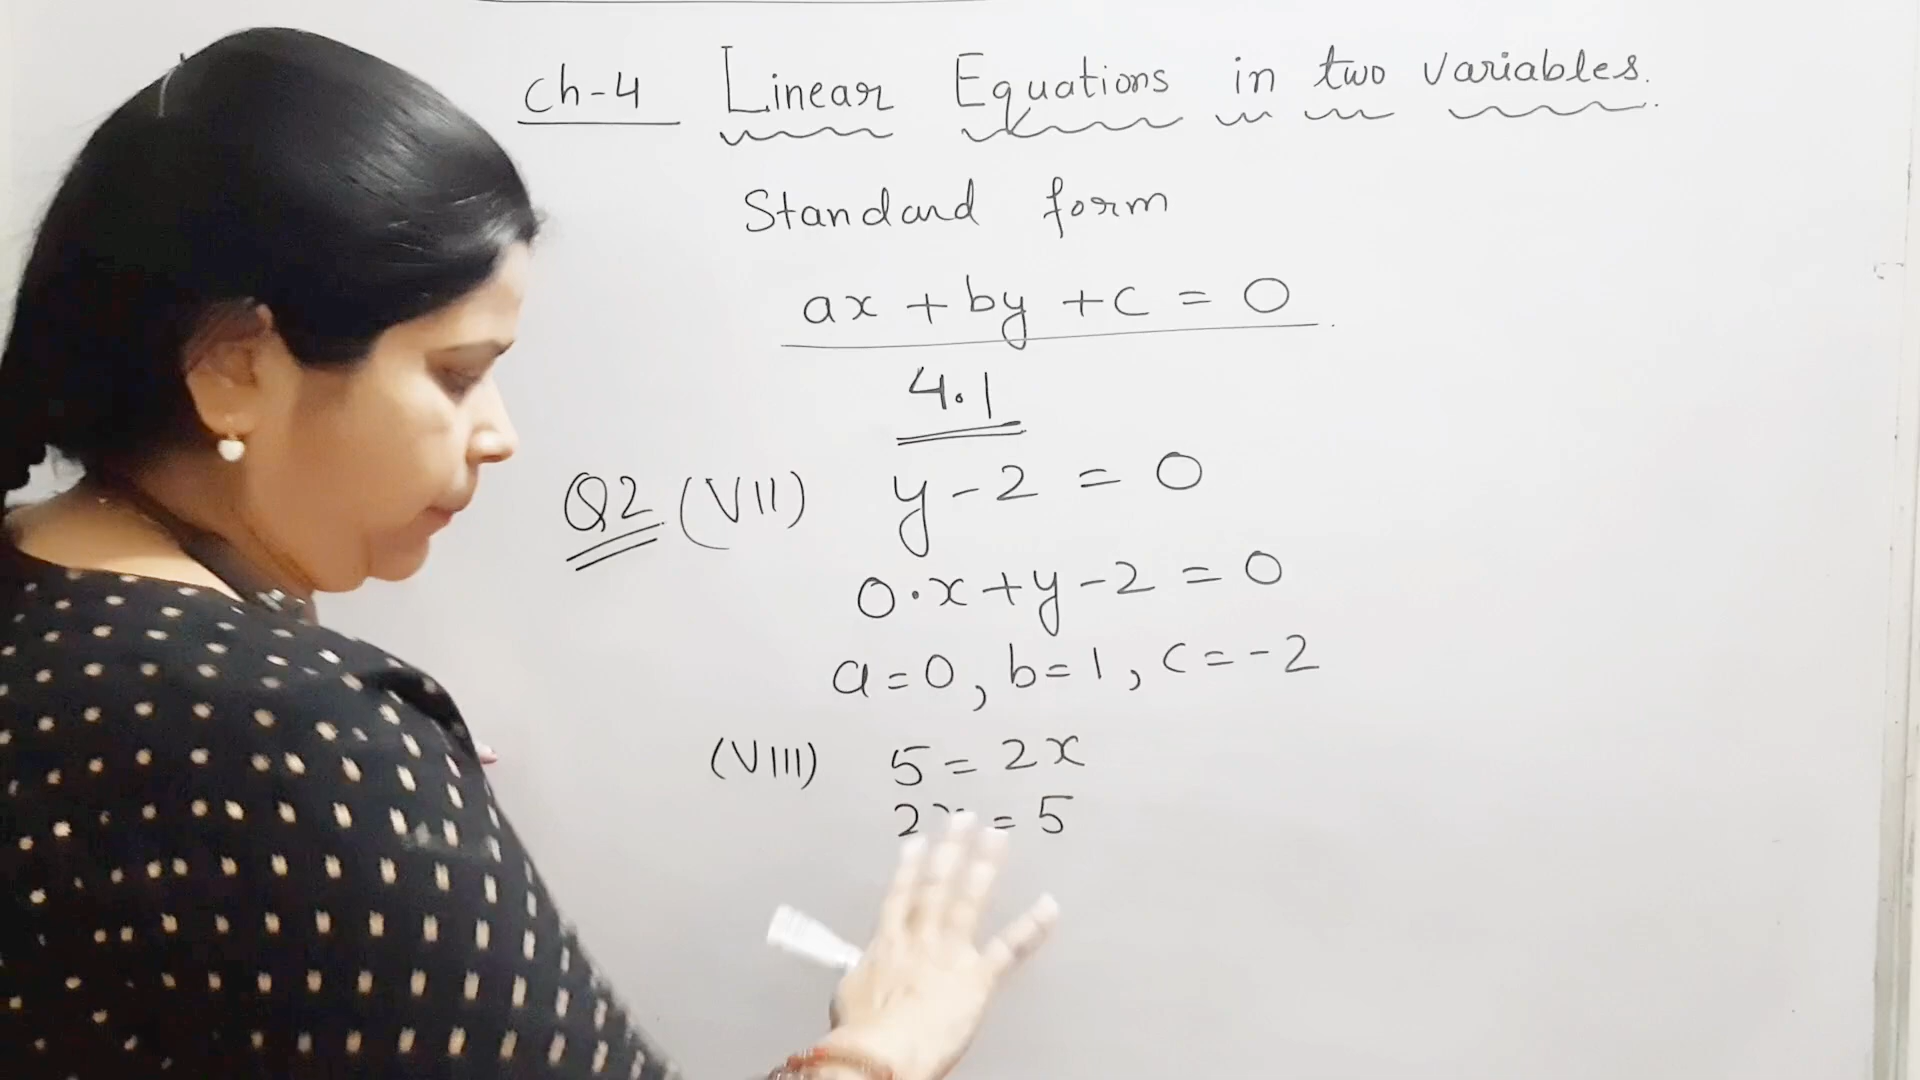 Ch-4 Linear Equations in two variables.
Standard form
ax + by + c = 0
4.1
Q2 (VII) y - 2 = 0
0·x + y - 2 = 0
a = 0, b = 1, c = -2
(VIII) 5 = 2x
2x = 5